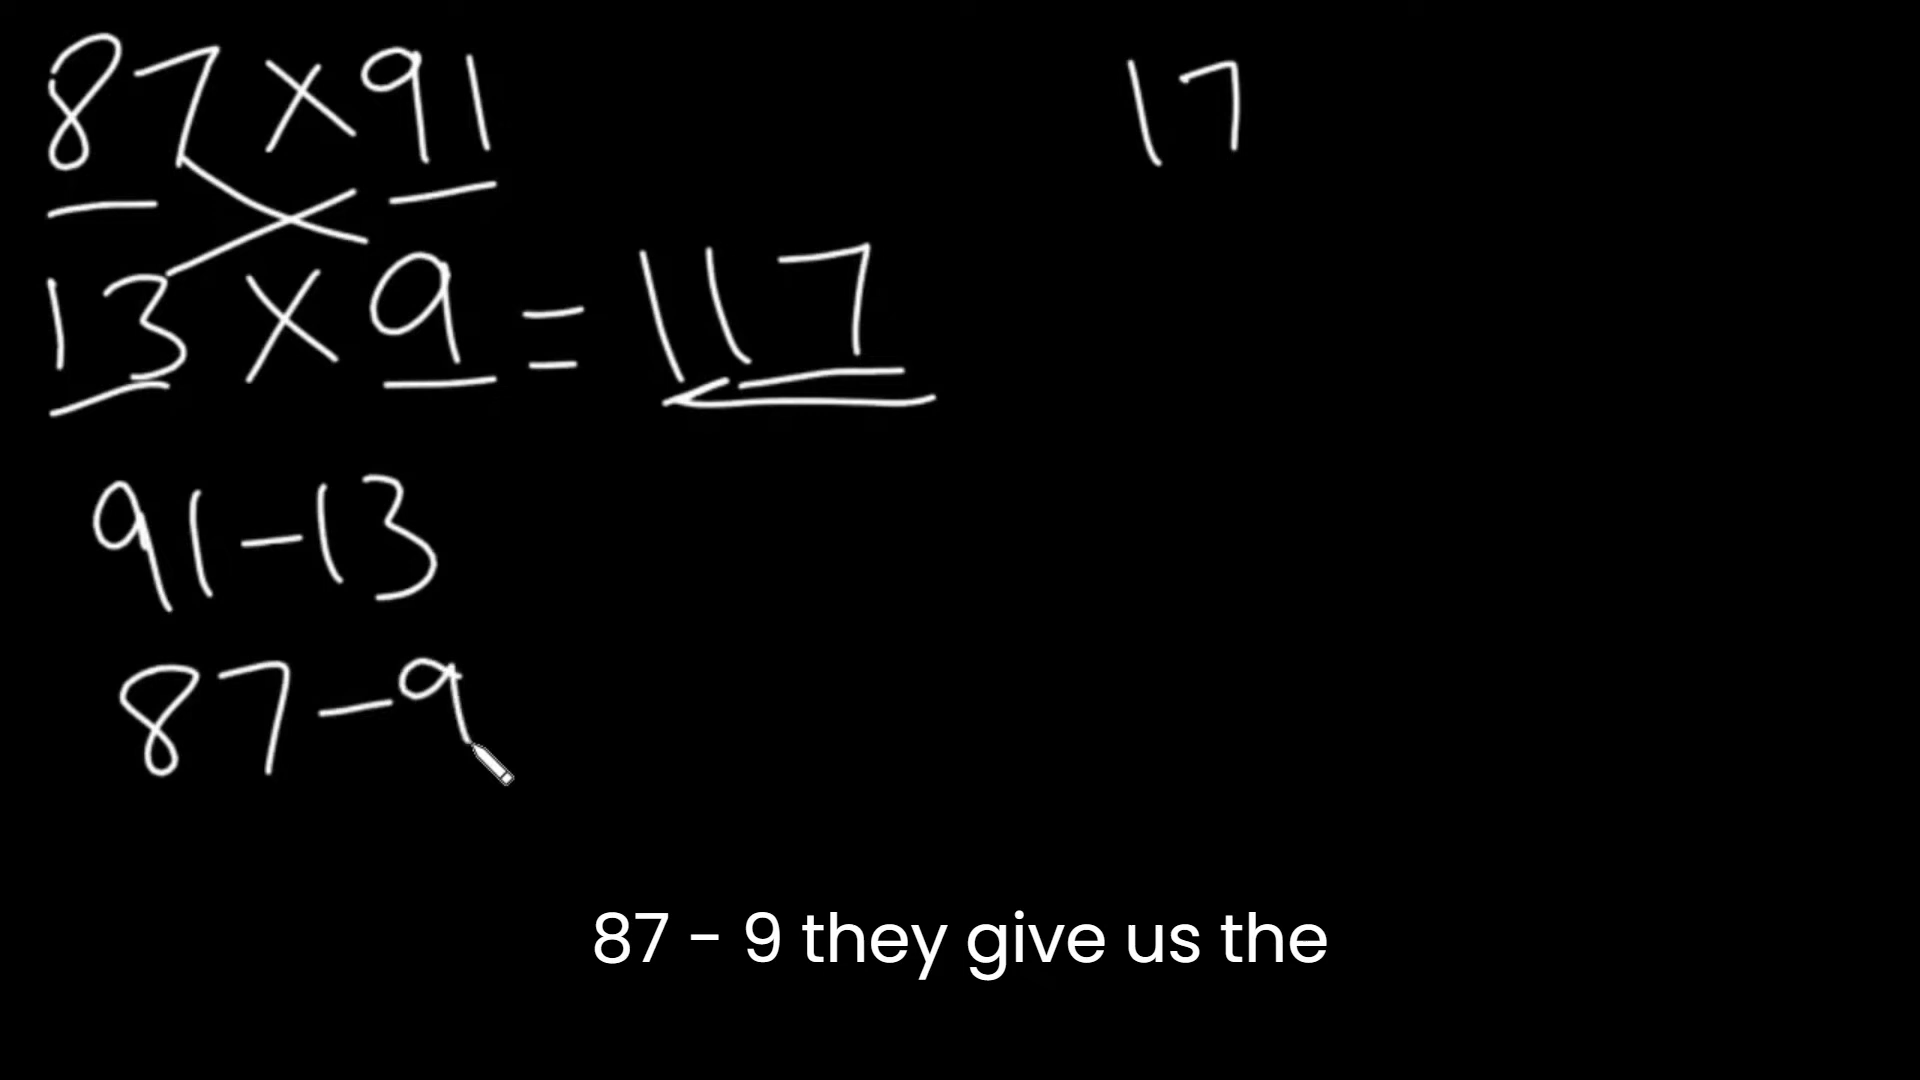 87 × 91
17
13 × 9 = 117
91 - 13
87 - 9
87 - 9 they give us the